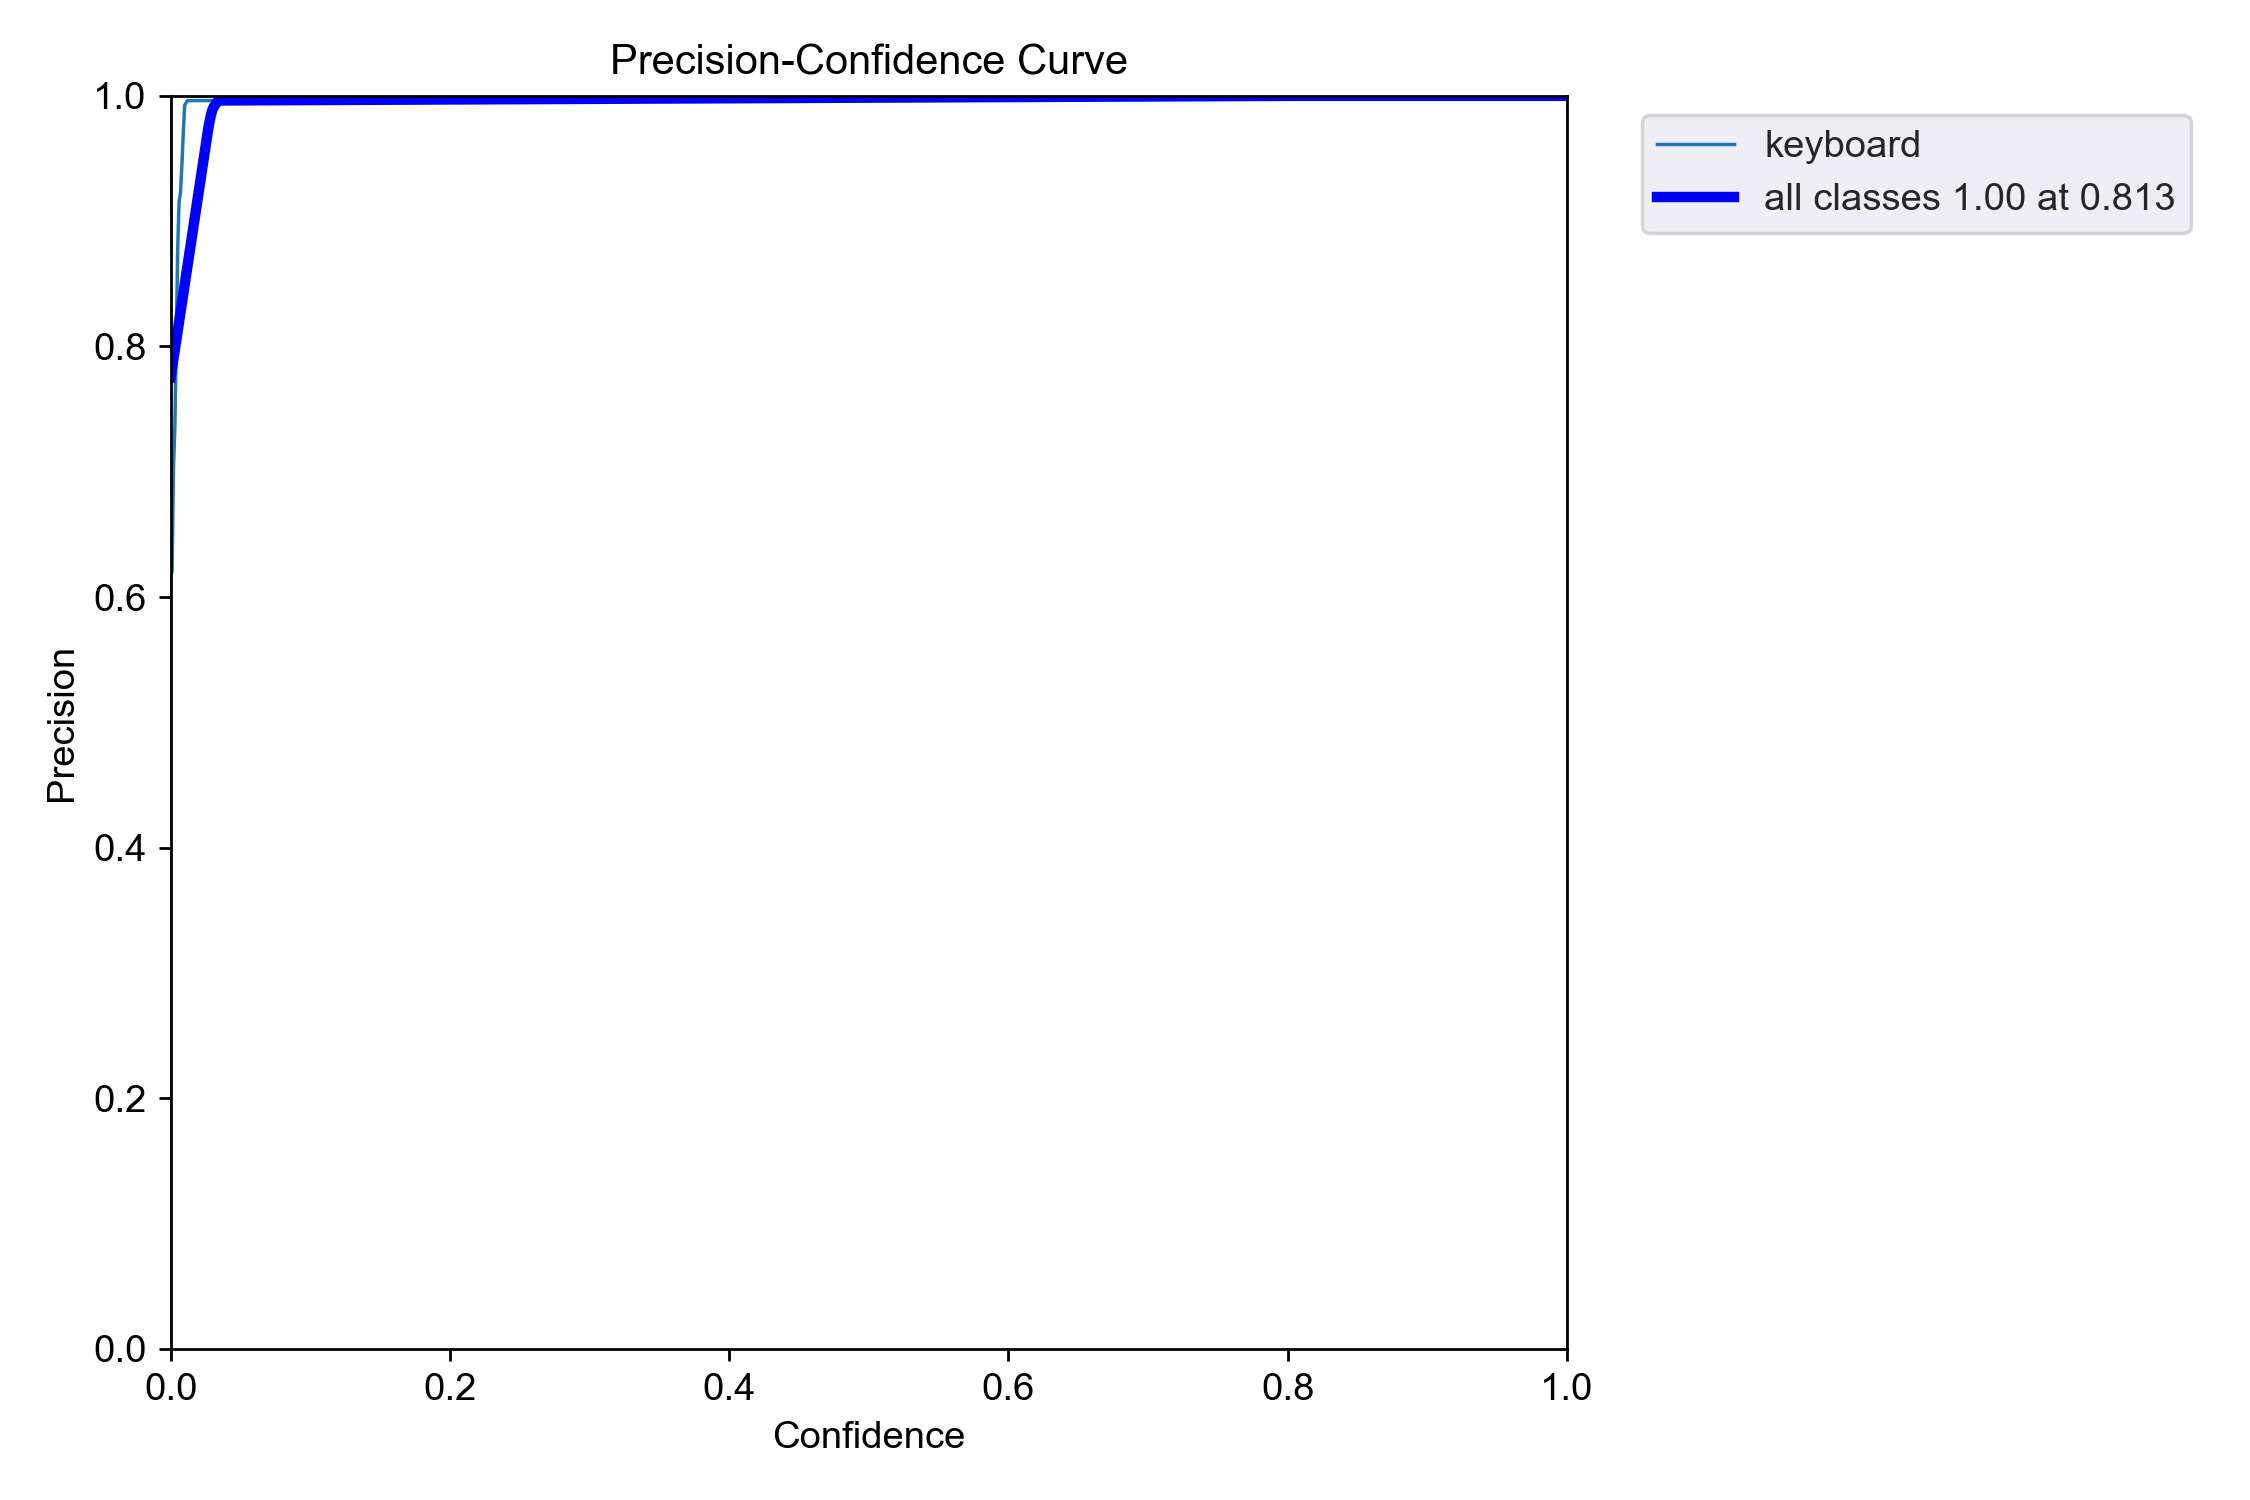 Precision-Confidence Curve
1.0
0.8
0.6
0.4
0.2
0.0
Precision
0.0 0.2 0.4 0.6 0.8 1.0
Confidence
keyboard
all classes 1.00 at 0.813